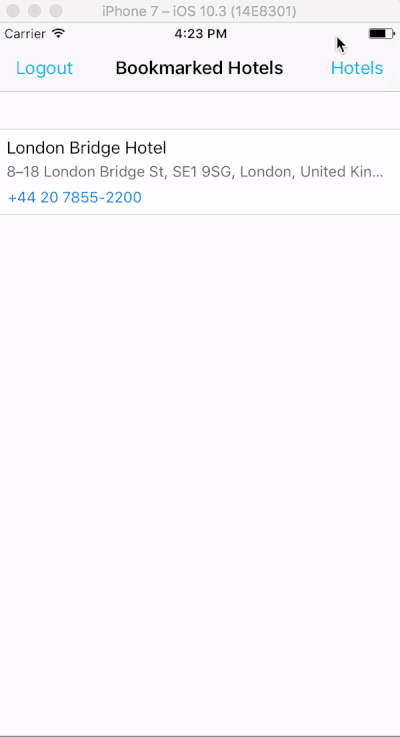 iPhone 7 – iOS 10.3 (14E8301)
Carrier 4:23 PM
Logout Bookmarked Hotels Hotels
London Bridge Hotel
8–18 London Bridge St, SE1 9SG, London, United Kin...
+44 20 7855-2200